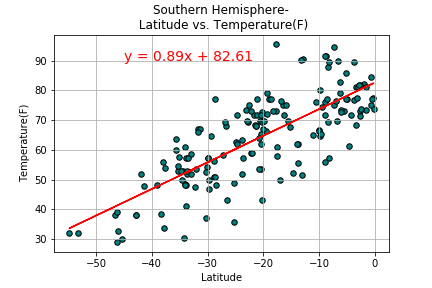 Southern Hemisphere-
Latitude vs. Temperature(F)
y = 0.89x + 82.61
Temperature(F)
90
80
70
60
50
40
30
−50
−40
−30
−20
−10
0
Latitude